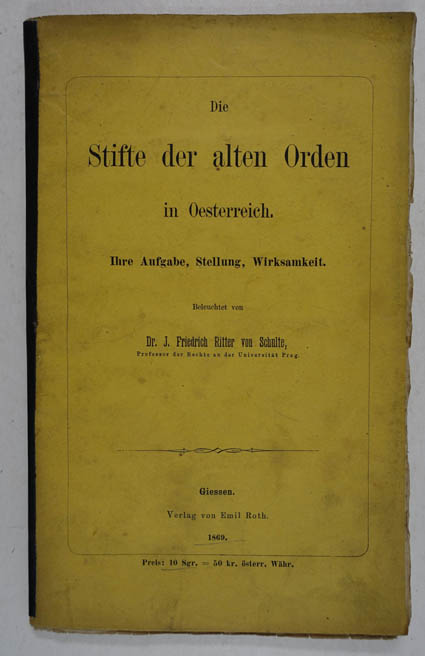 Die
Stifte der alten Orden
in Oesterreich.
Ihre Aufgabe, Stellung, Wirksamkeit.
Beleuchtet von
Dr. J. Friedrich Ritter von Schulte,
Professor der Rechte an der Universität Prag.
Giessen.
Verlag von Emil Roth.
1869.
Preis: 10 Sgr. = 50 kr. österr. Währ.